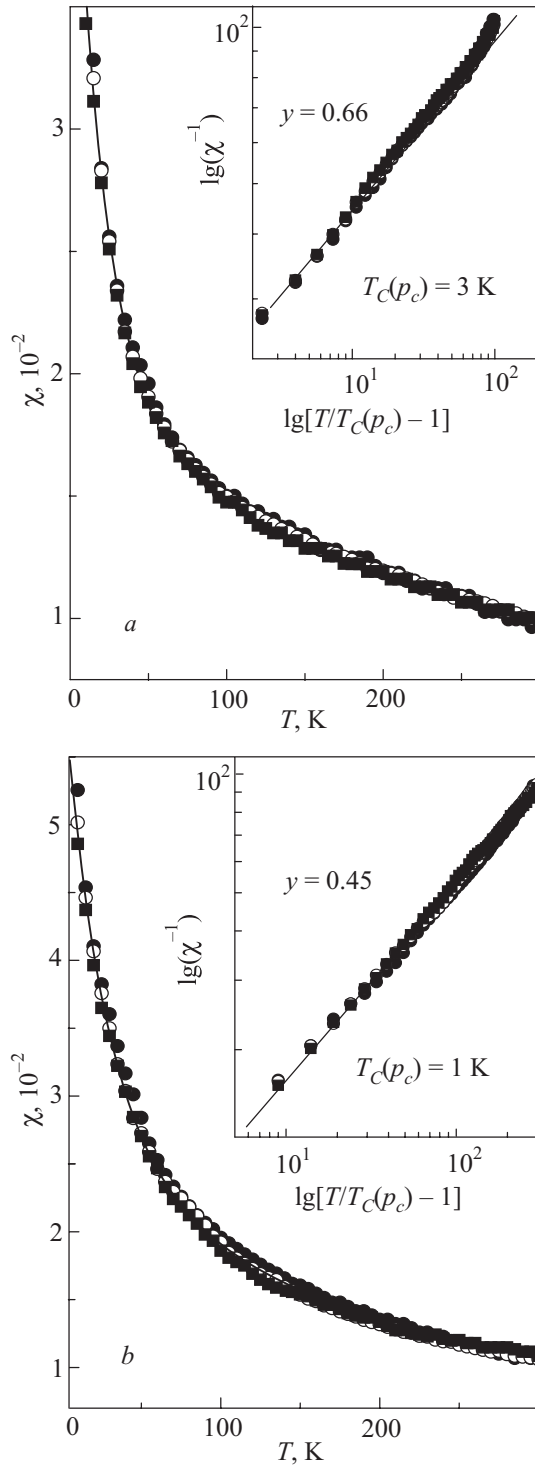 3
2
1
χ, 10⁻²
a
0 100 200
T, K
10²
lg(χ⁻¹)
y = 0.66
T_C(p_c) = 3 K
10¹ 10²
lg[T/T_C(p_c) – 1]
5
4
3
2
1
χ, 10⁻²
b
0 100 200
T, K
10²
lg(χ⁻¹)
y = 0.45
T_C(p_c) = 1 K
10¹ 10²
lg[T/T_C(p_c) – 1]